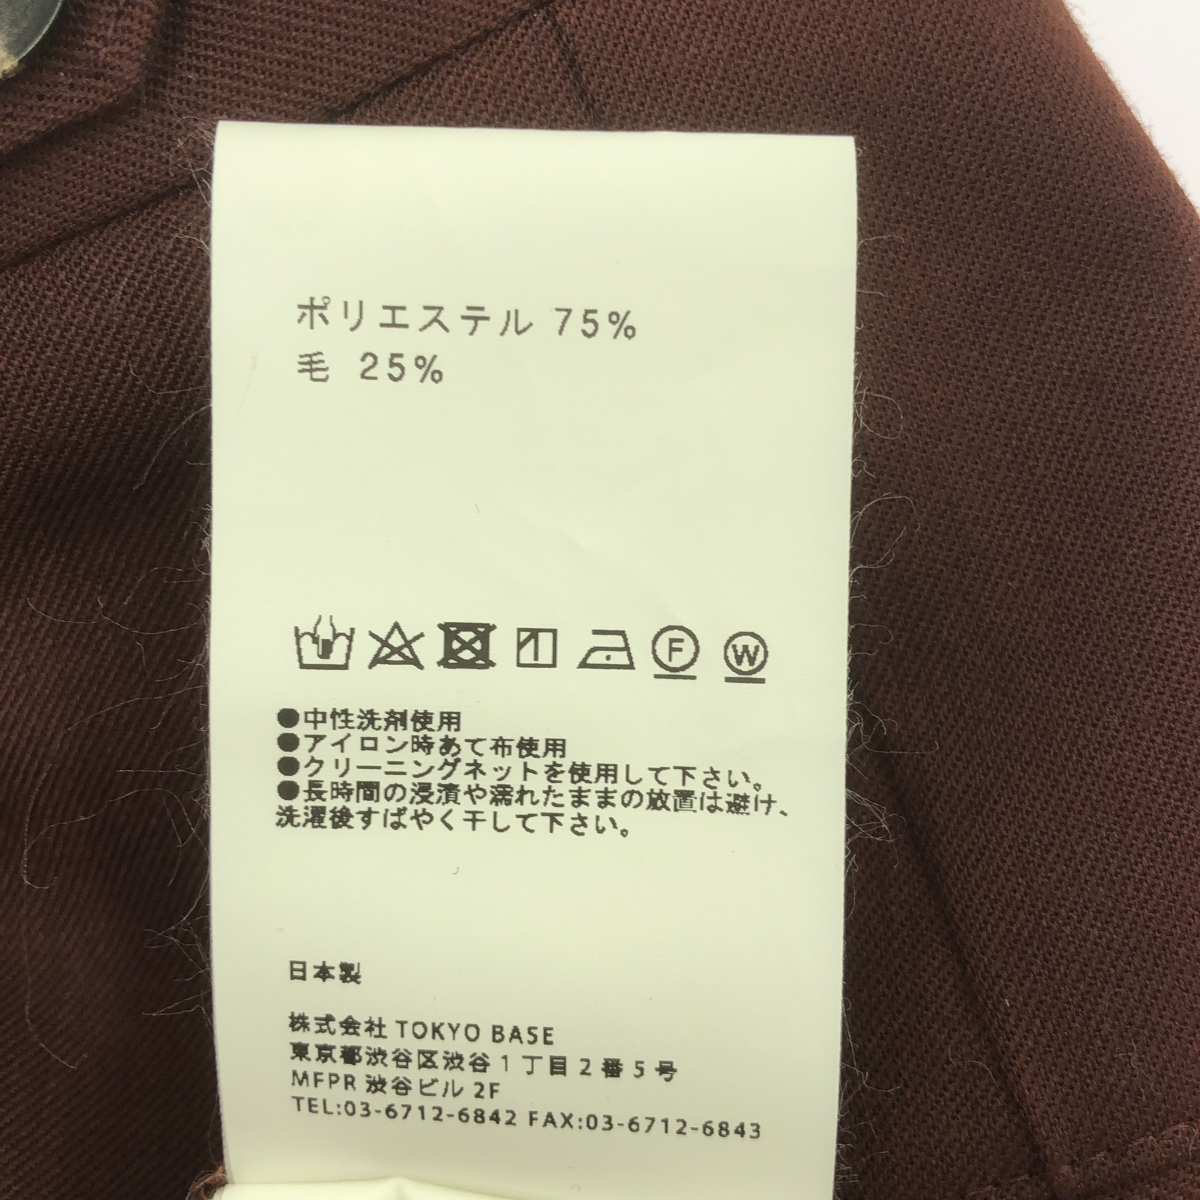 ポリエステル 75%
毛 25%
F W
●中性洗剤使用
●アイロン時あて布使用
●クリーニングネットを使用して下さい。
●長時間の浸漬や濡れたままの放置は避け、
洗濯後すばやく干して下さい。
日本製
株式会社 TOKYO BASE
東京都渋谷区渋谷1丁目2番5号
MFPR 渋谷ビル 2F
TEL:03-6712-6842 FAX:03-6712-6843